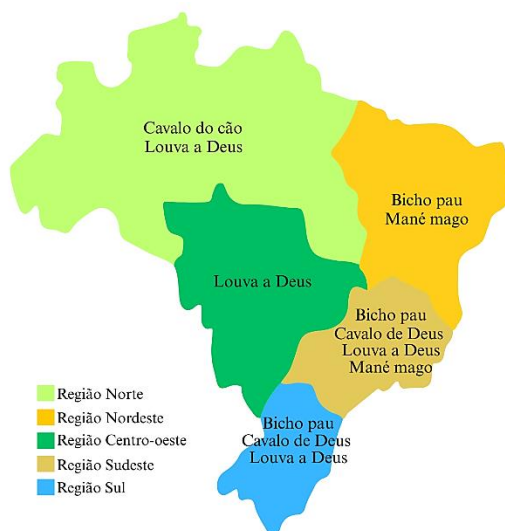 Cavalo do cão
Louva a Deus
Bicho pau
Mané mago
Louva a Deus
Bicho pau
Cavalo de Deus
Louva a Deus
Mané mago
Bicho pau
Cavalo de Deus
Louva a Deus
Região Norte
Região Nordeste
Região Centro-oeste
Região Sudeste
Região Sul